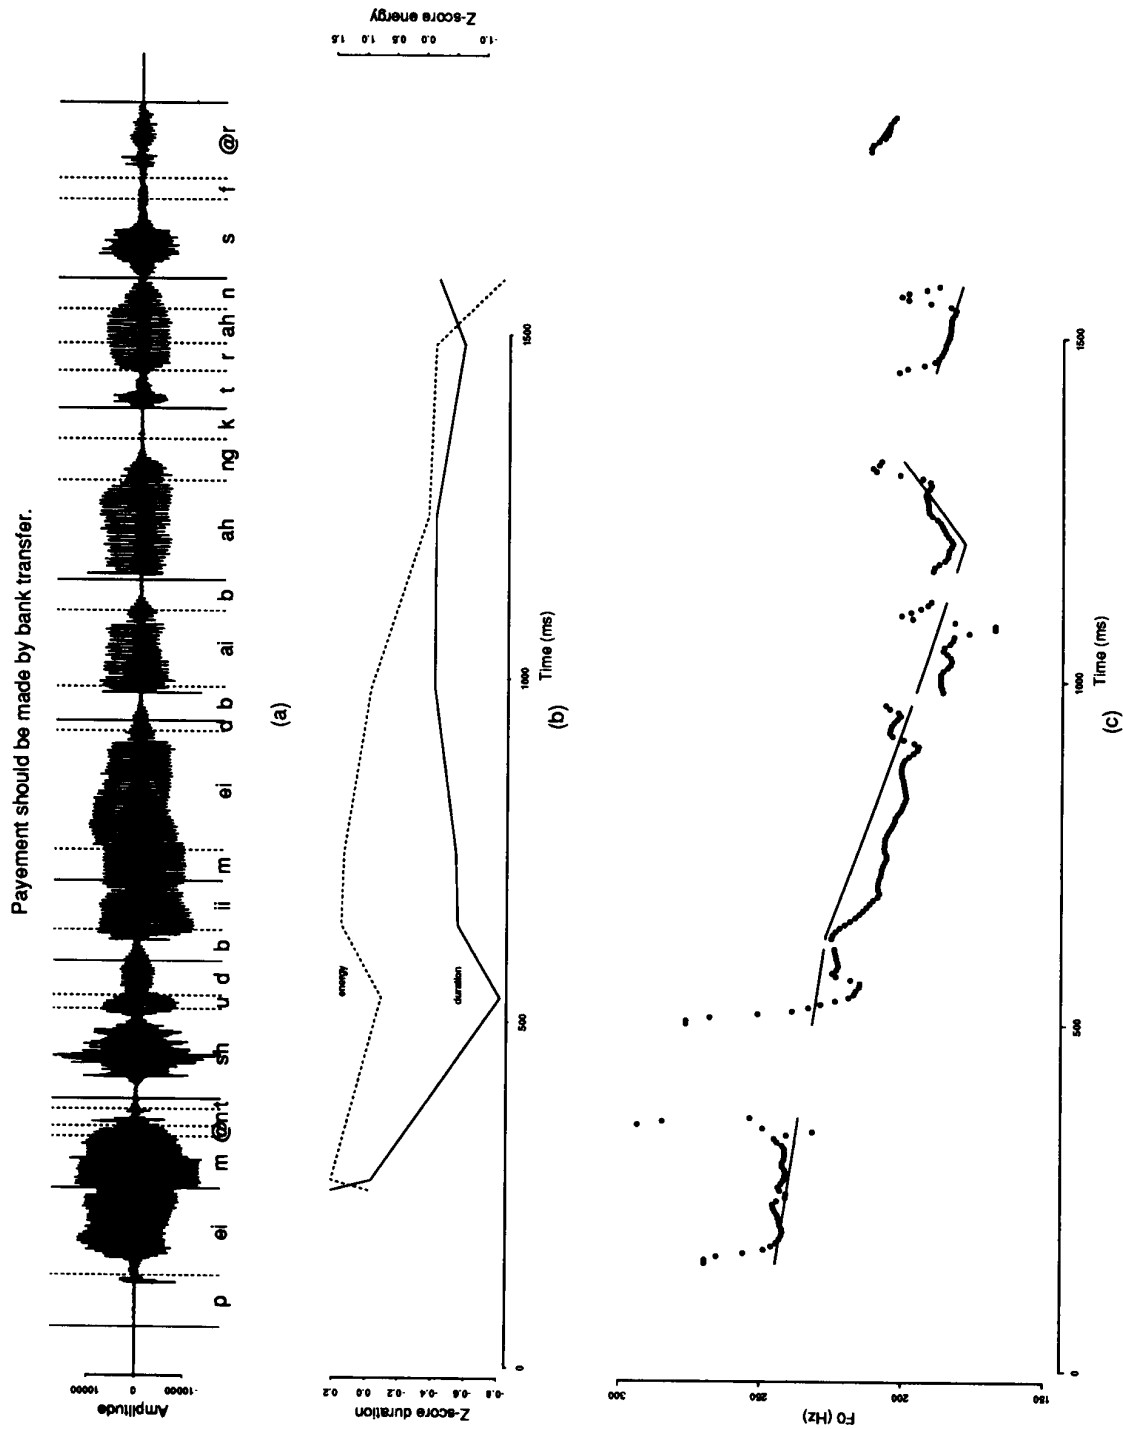 Payement should be made by bank transfer.
Amplitude
-10000 0 10000
p ei m @ n t sh u d b ii m ei d b ai b ah ng k t r ah n s f @r
(a)
Z-score duration
-0.8 -0.6 -0.4 -0.2 0.0 0.2
Z-score energy
-1.0 0.0 0.5 1.0 1.5
energy
duration
0 500 1000 1500
Time (ms)
(b)
F0 (Hz)
150 200 250 300
0 500 1000 1500
Time (ms)
(c)